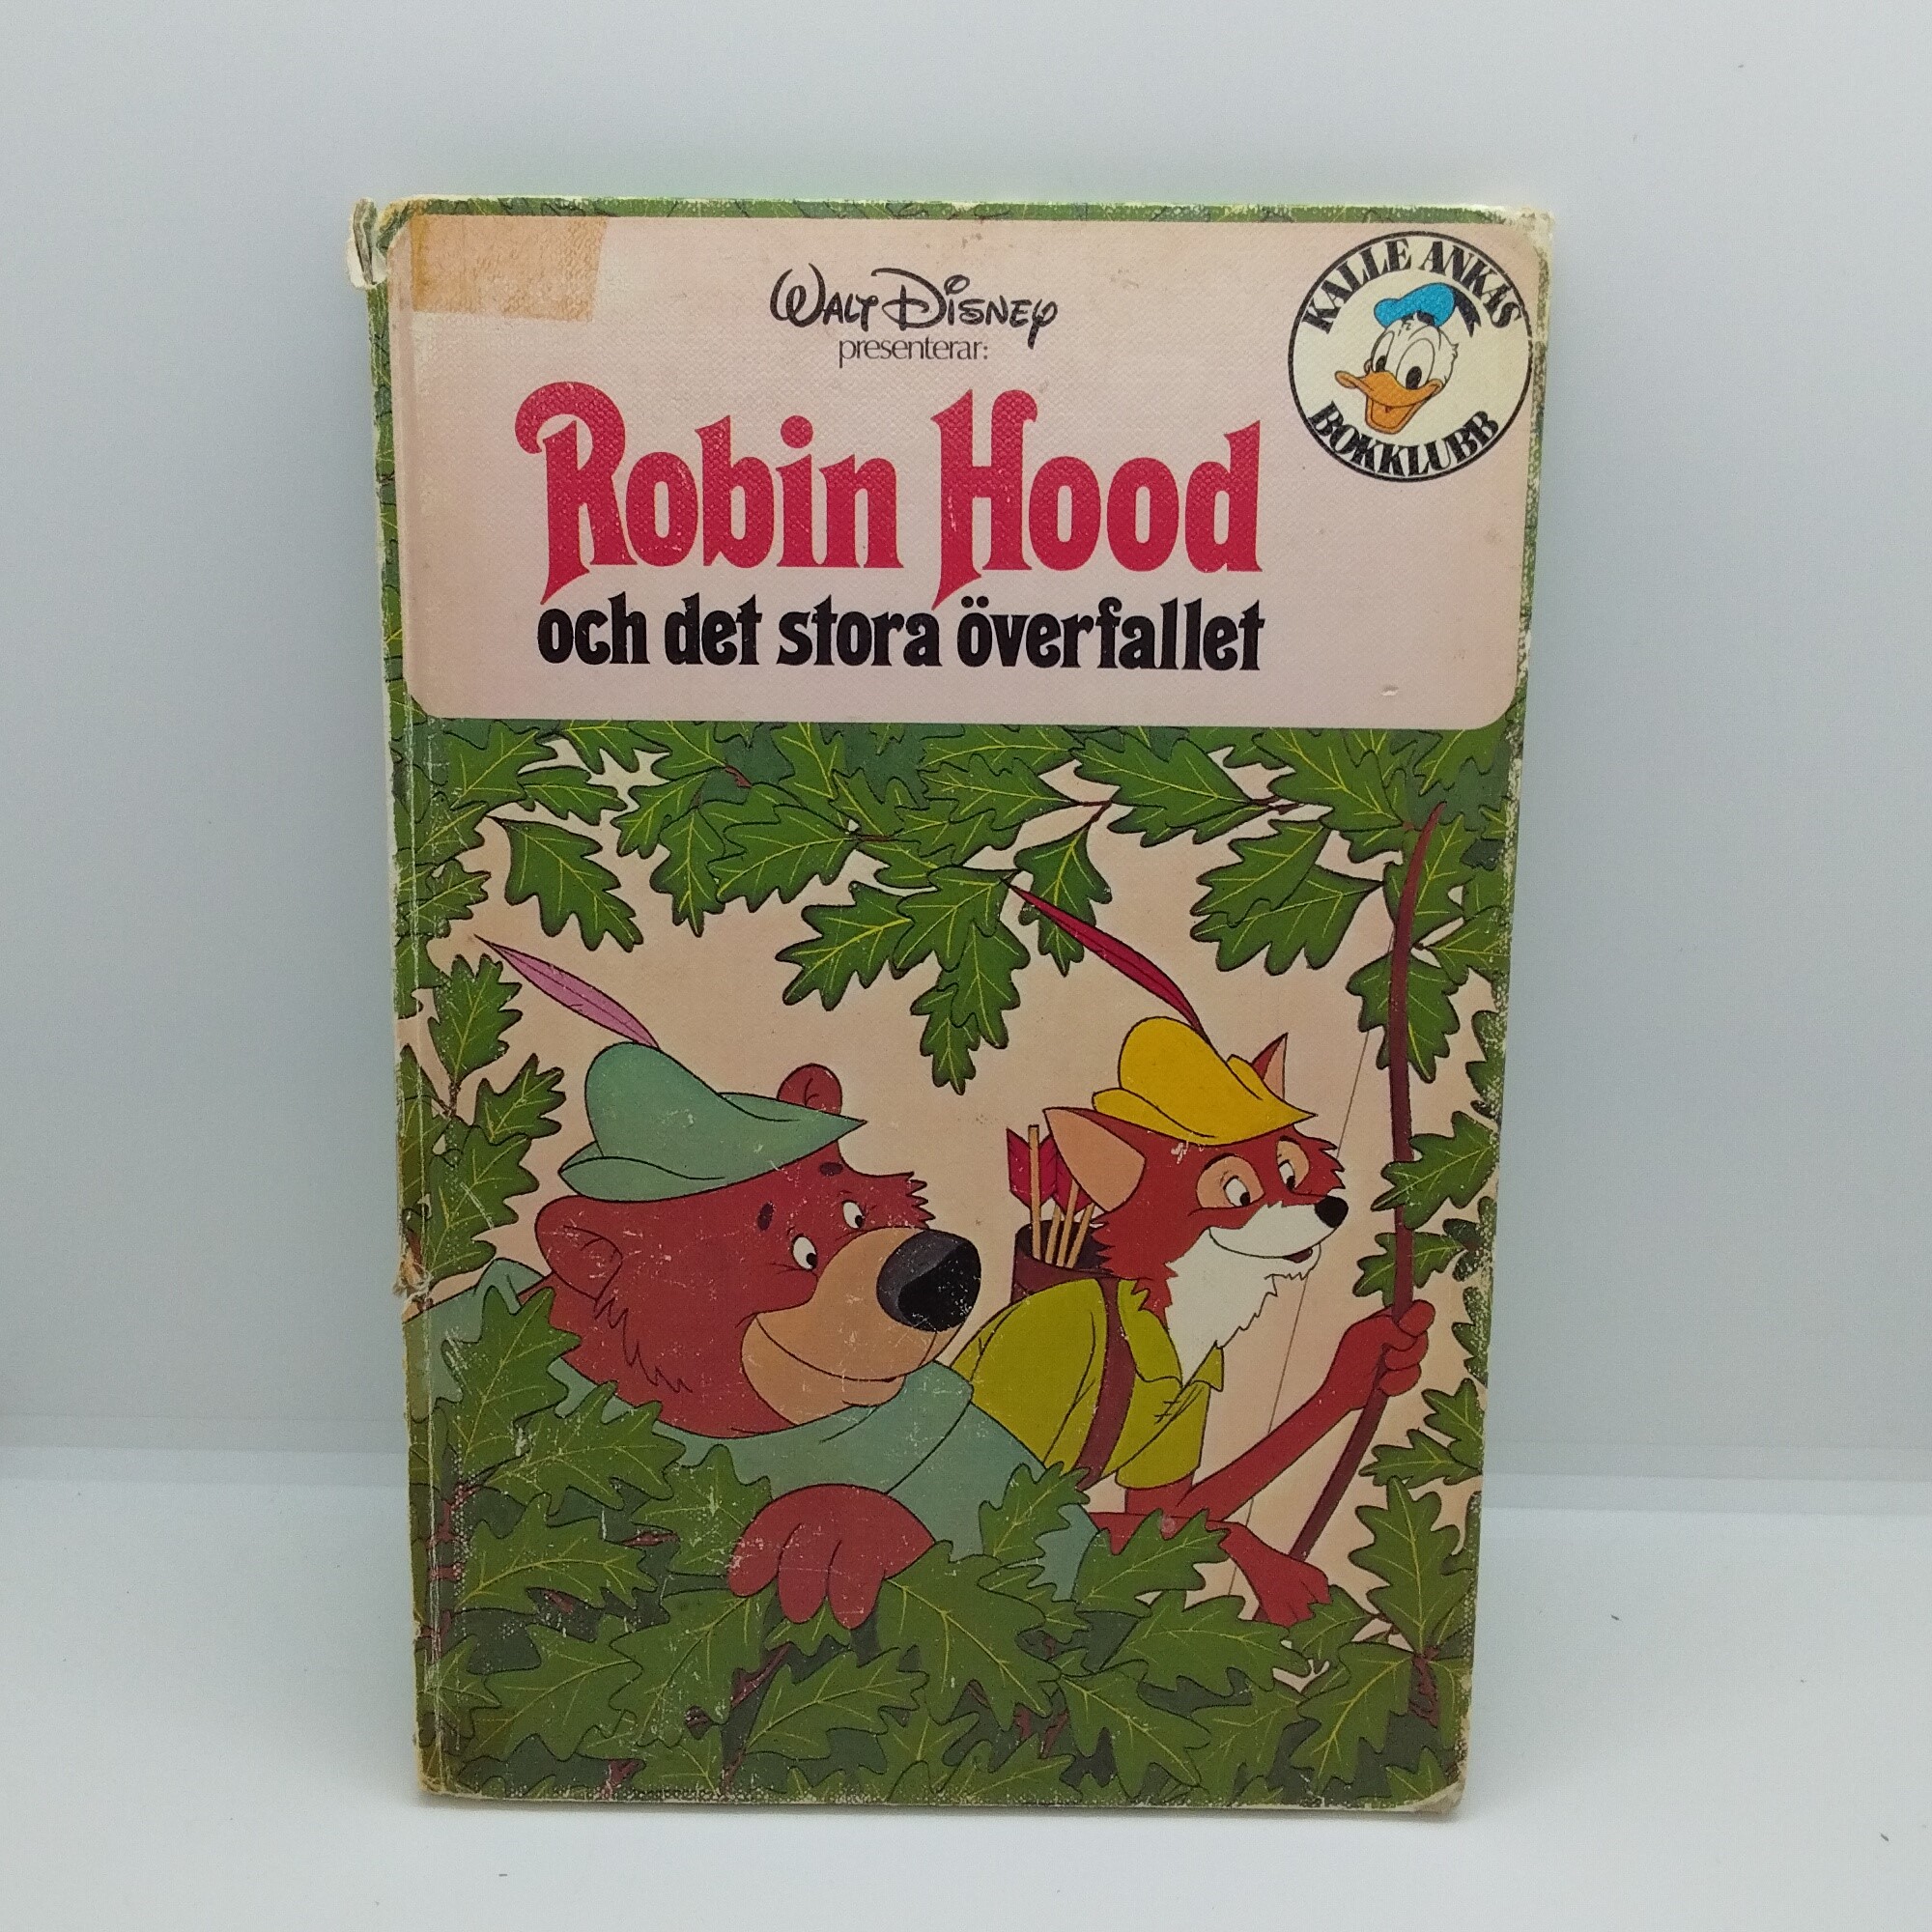 WALT DISNEY
presenterar:
KALLE ANKAS
BOKKLUBB
Robin Hood
och det stora överfallet